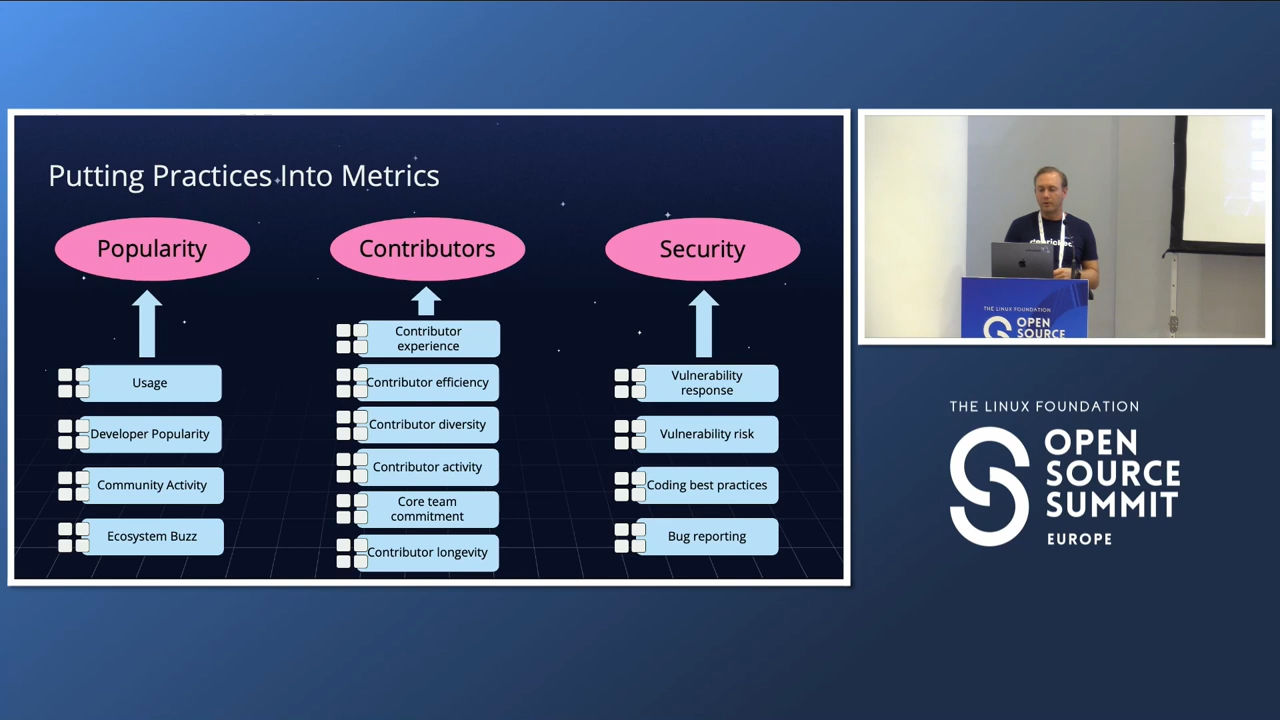 Putting Practices Into Metrics
Popularity
Contributors
Security
Usage
Developer Popularity
Community Activity
Ecosystem Buzz
Contributor
experience
Contributor efficiency
Contributor diversity
Contributor activity
Core team
commitment
Contributor longevity
Vulnerability
response
Vulnerability risk
Coding best practices
Bug reporting
THE LINUX FOUNDATION
OPEN
SOURCE
THE LINUX FOUNDATION
OPEN
SOURCE
SUMMIT
EUROPE